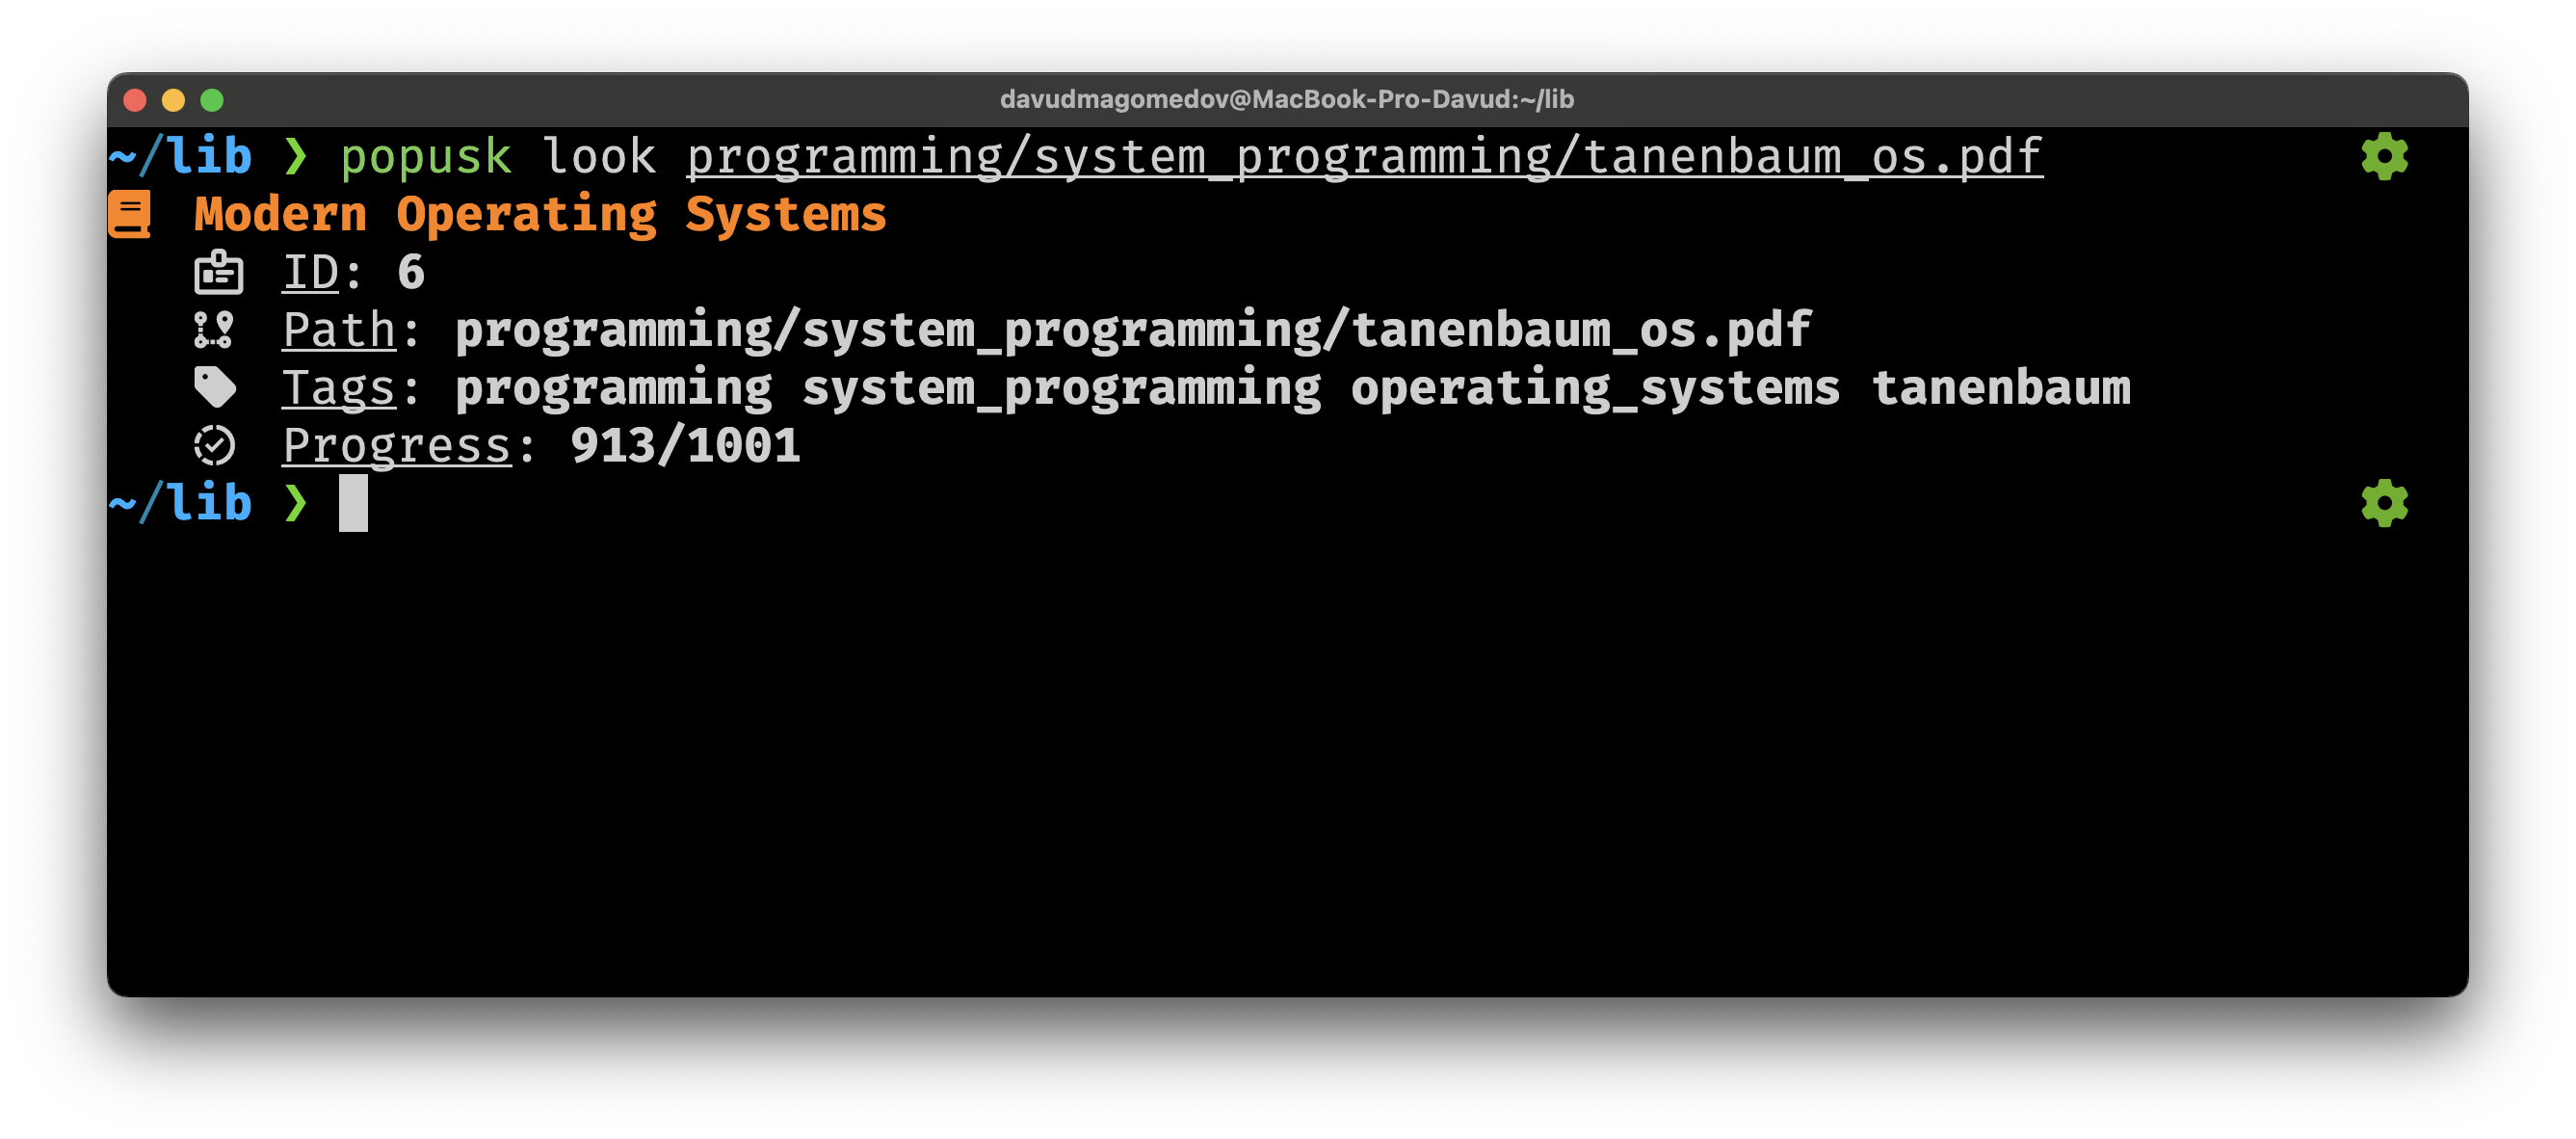 davudmagomedov@MacBook-Pro-Davud:~/lib
~/lib ❯ popusk look programming/system_programming/tanenbaum_os.pdf
Modern Operating Systems
ID: 6
Path: programming/system_programming/tanenbaum_os.pdf
Tags: programming system_programming operating_systems tanenbaum
Progress: 913/1001
~/lib ❯